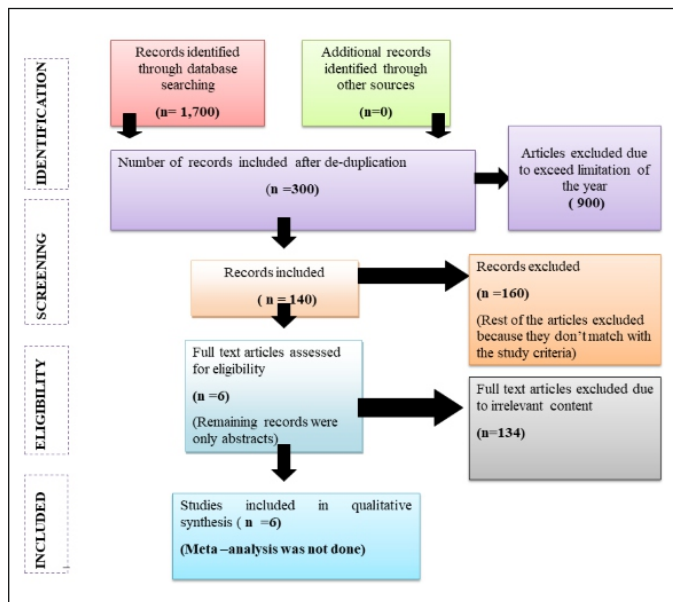 IDENTIFICATION
Records identified
through database
searching
(n= 1,700)
Additional records
identified through
other sources
(n=0)
Number of records included after de-duplication
(n =300)
Articles excluded due
to exceed limitation of
the year
( 900)
SCREENING
Records included
( n = 140)
Records excluded
(n =160)
(Rest of the articles excluded
because they don't match with
the study criteria)
ELIGIBILITY
Full text articles assessed
for eligibility
(n =6)
(Remaining records were
only abstracts)
Full text articles excluded due
to irrelevant content
(n=134)
INCLUDED
Studies included in qualitative
synthesis ( n =6)
(Meta –analysis was not done)